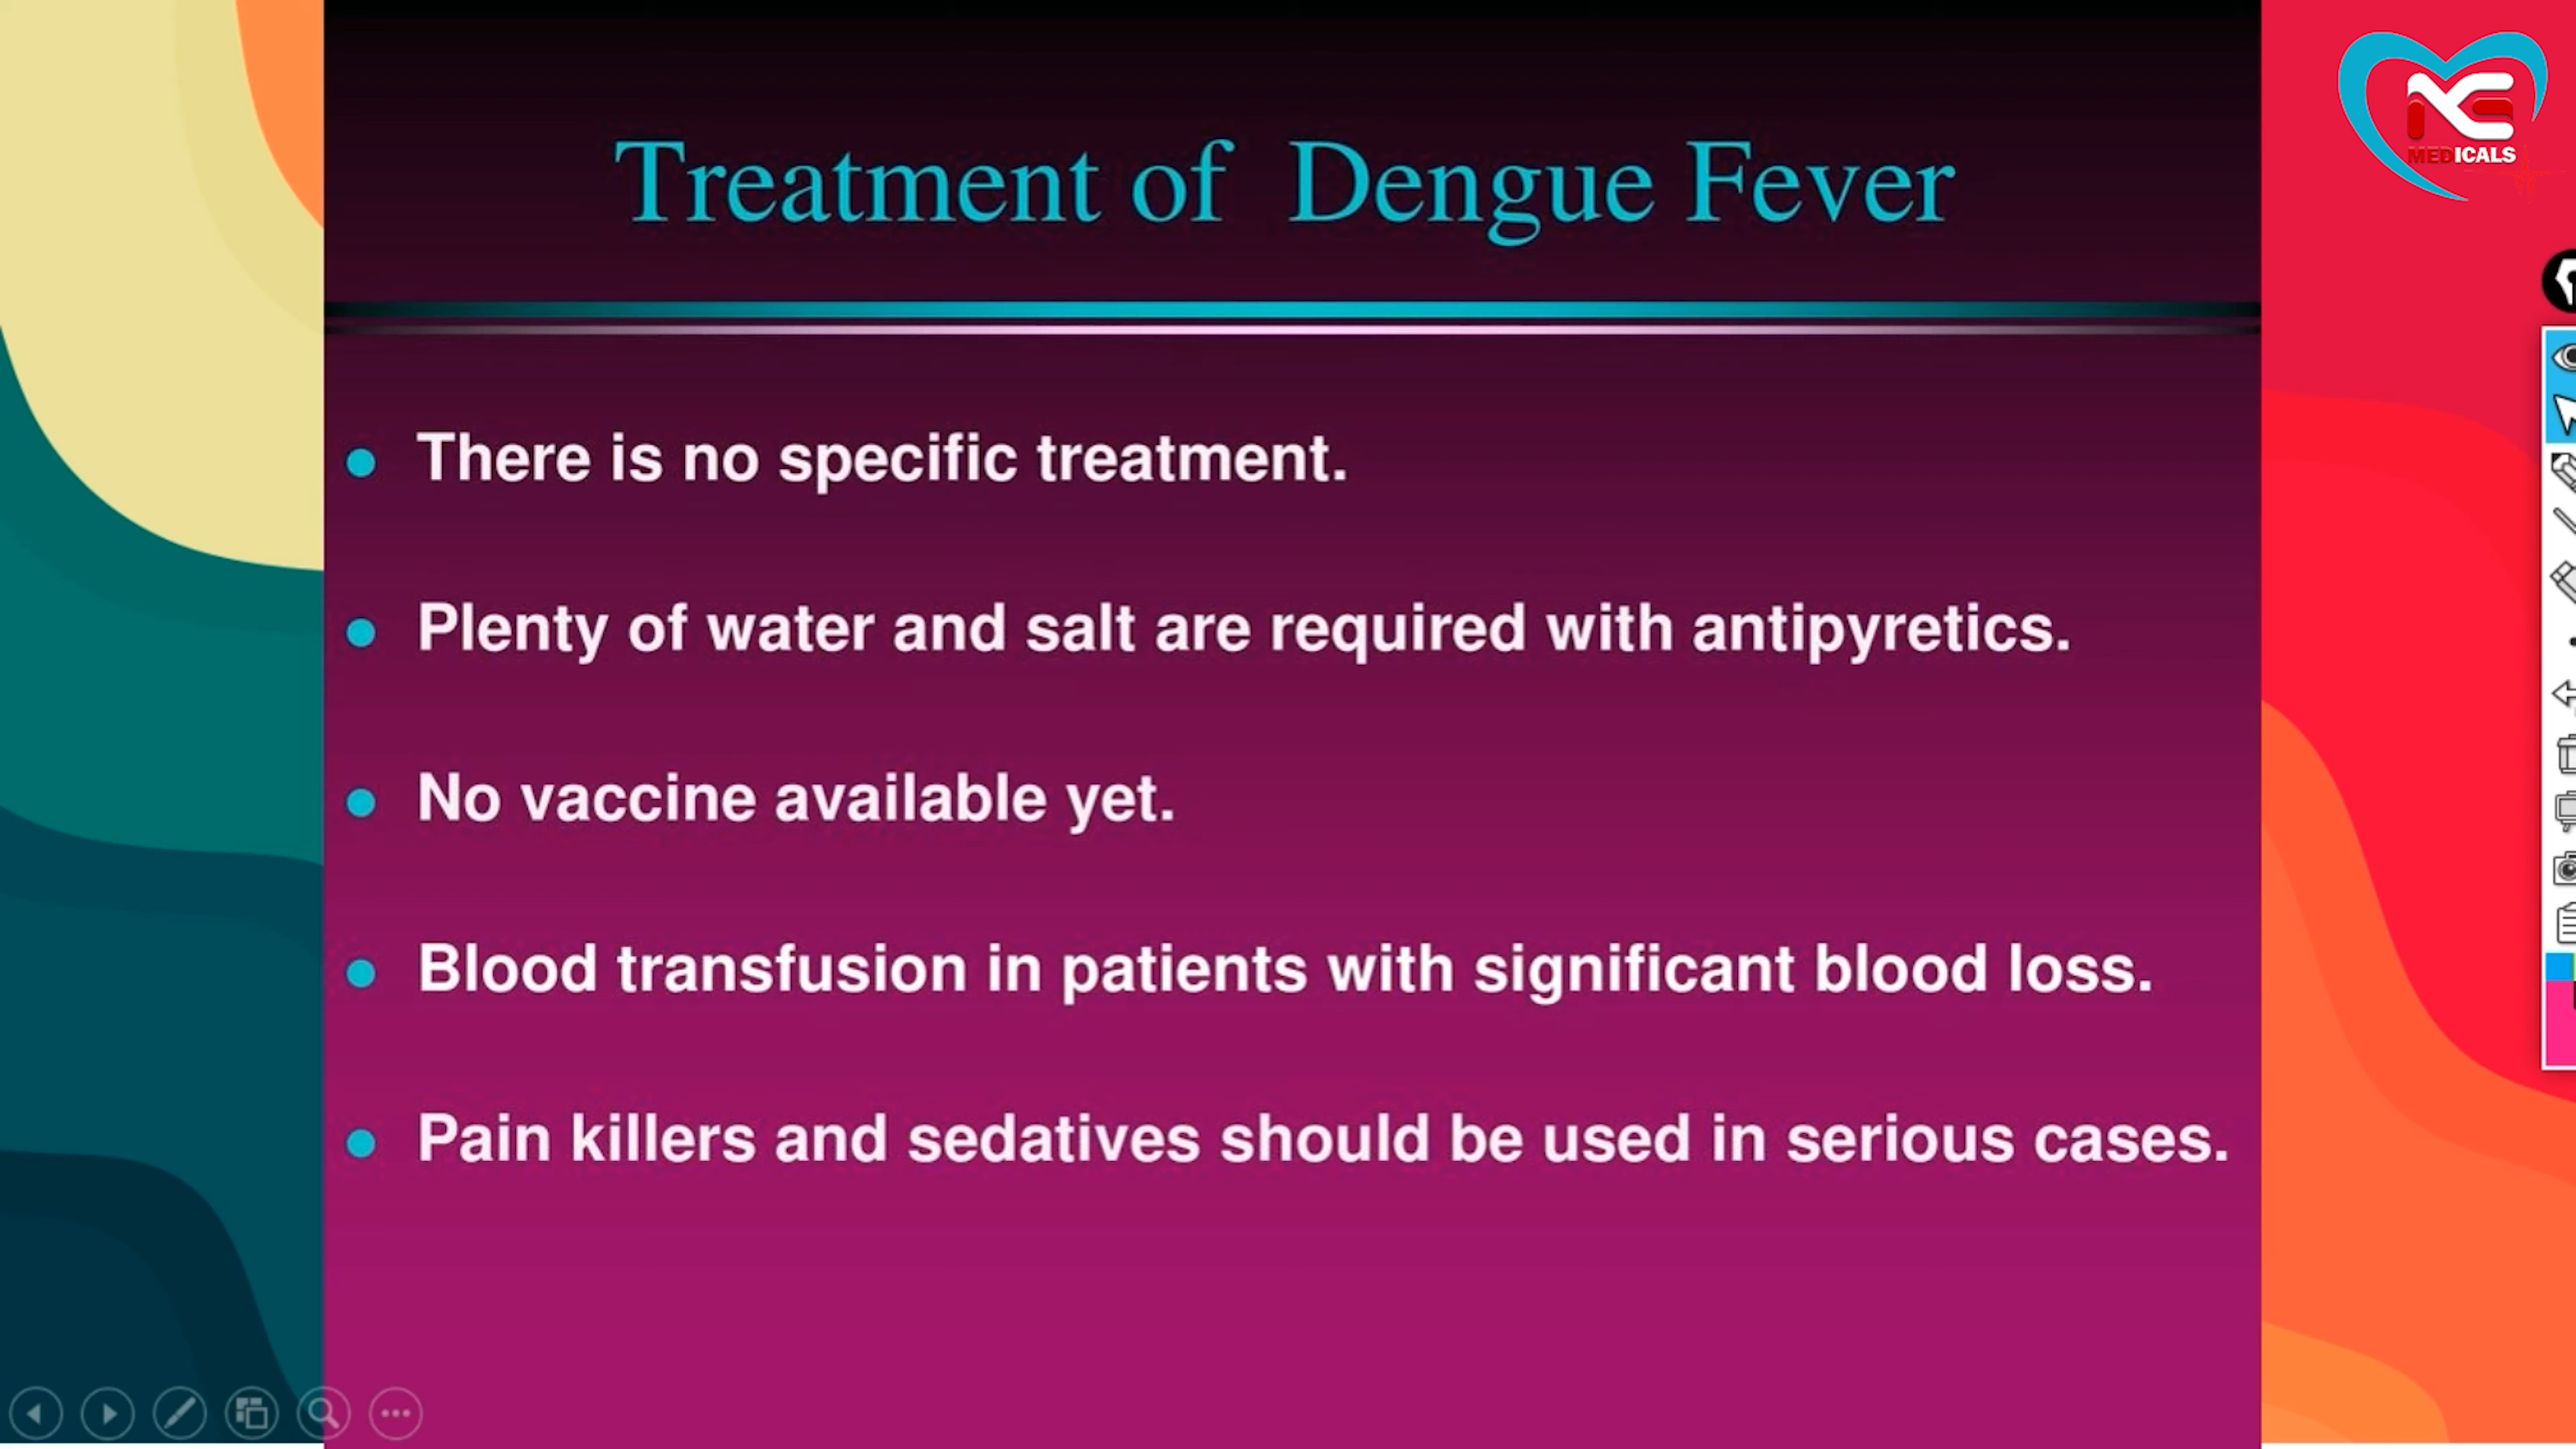 Treatment of Dengue Fever
There is no specific treatment.
Plenty of water and salt are required with antipyretics.
No vaccine available yet.
Blood transfusion in patients with significant blood loss.
Pain killers and sedatives should be used in serious cases.
MEDICALS